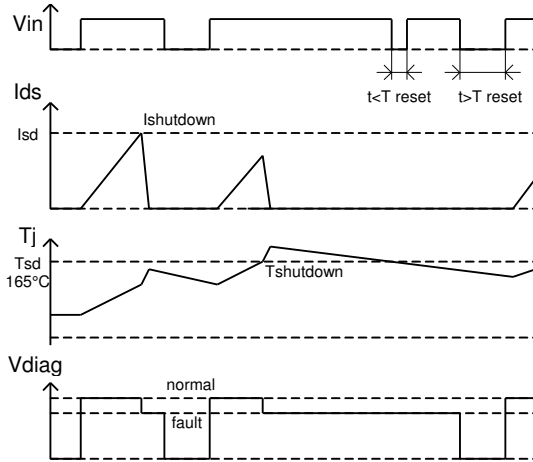 Vin
t<T reset
t>T reset
Ids
Ishutdown
Isd
Tj
Tsd
165°C
Tshutdown
Vdiag
normal
fault